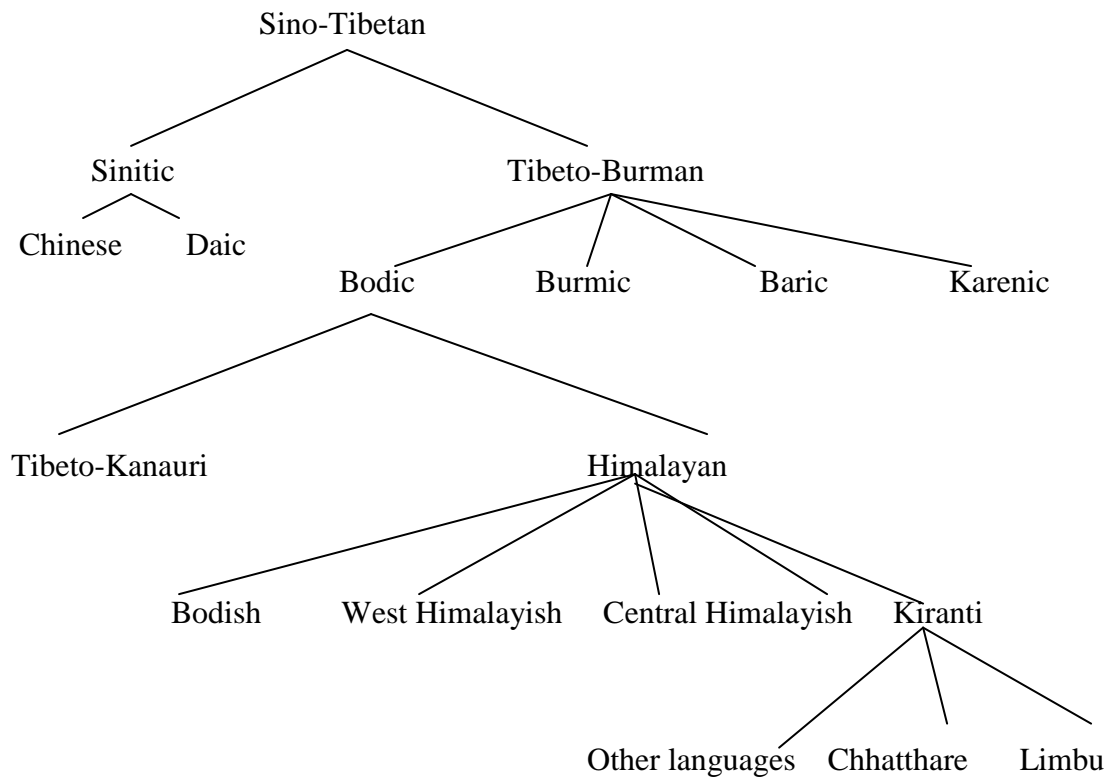 Sino-Tibetan
Sinitic Tibeto-Burman
Chinese Daic
Bodic Burmic Baric Karenic
Tibeto-Kanauri Himalayan
Bodish West Himalayish Central Himalayish Kiranti
Other languages Chhatthare Limbu